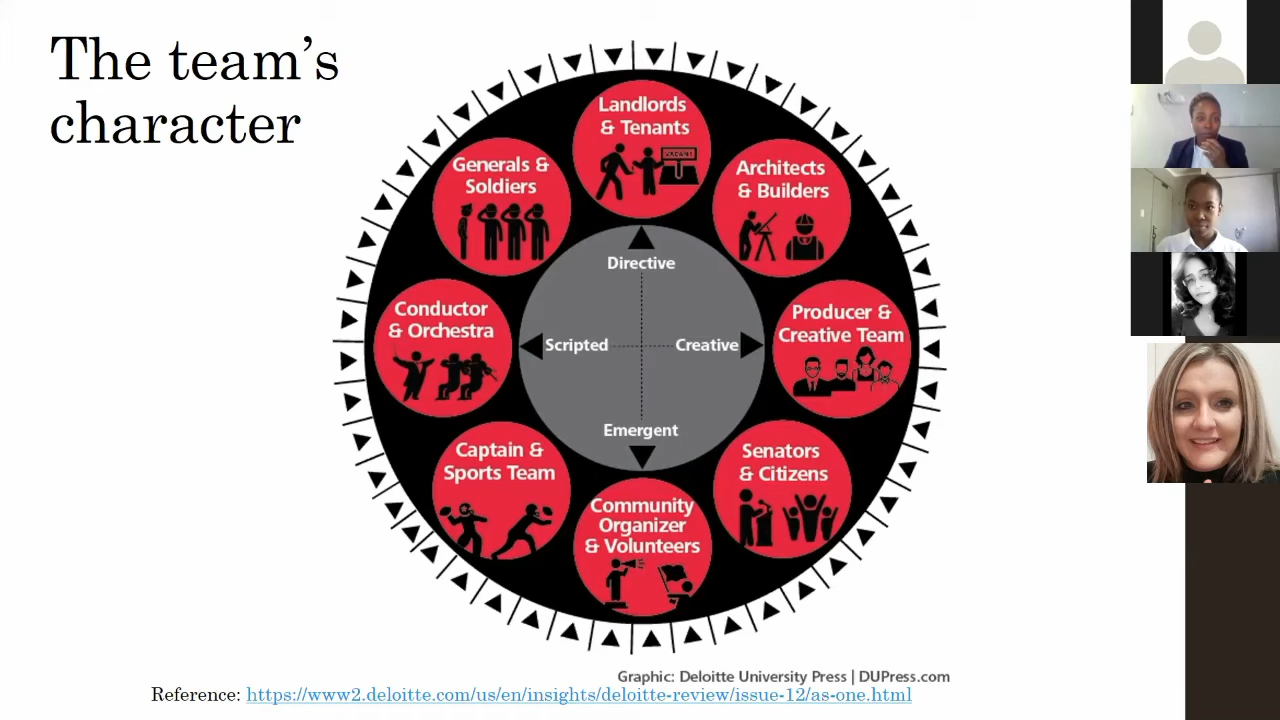 The team's
character
Landlords
& Tenants
VACANT
Architects
& Builders
Producer &
Creative Team
Senators
& Citizens
Community
Organizer
& Volunteers
Captain &
Sports Team
Conductor
& Orchestra
Generals &
Soldiers
Directive
Scripted
Creative
Emergent
Graphic: Deloitte University Press | DUPress.com
Reference: https://www2.deloitte.com/us/en/insights/deloitte-review/issue-12/as-one.html